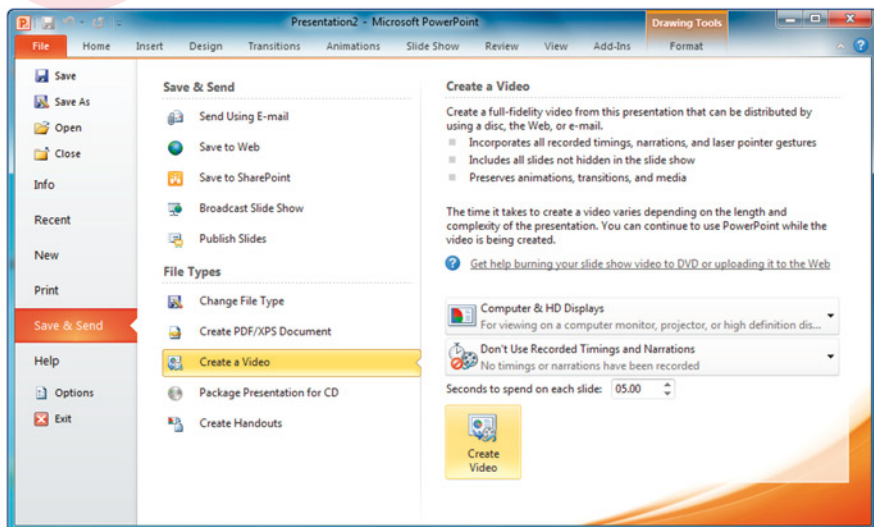 Presentation2 - Microsoft PowerPoint
Drawing Tools
File Home Insert Design Transitions Animations Slide Show Review View Add-Ins Format
Save
Save As
Open
Close
Info
Recent
New
Print
Save & Send
Help
Options
Exit
Save & Send
Send Using E-mail
Save to Web
Save to SharePoint
Broadcast Slide Show
Publish Slides
File Types
Change File Type
Create PDF/XPS Document
Create a Video
Package Presentation for CD
Create Handouts
Create a Video
Create a full-fidelity video from this presentation that can be distributed by
using a disc, the Web, or e-mail.
Incorporates all recorded timings, narrations, and laser pointer gestures
Includes all slides not hidden in the slide show
Preserves animations, transitions, and media
The time it takes to create a video varies depending on the length and
complexity of the presentation. You can continue to use PowerPoint while the
video is being created.
Get help burning your slide show video to DVD or uploading it to the Web
Computer & HD Displays
For viewing on a computer monitor, projector, or high definition dis...
Don't Use Recorded Timings and Narrations
No timings or narrations have been recorded
Seconds to spend on each slide: 05.00
Create
Video